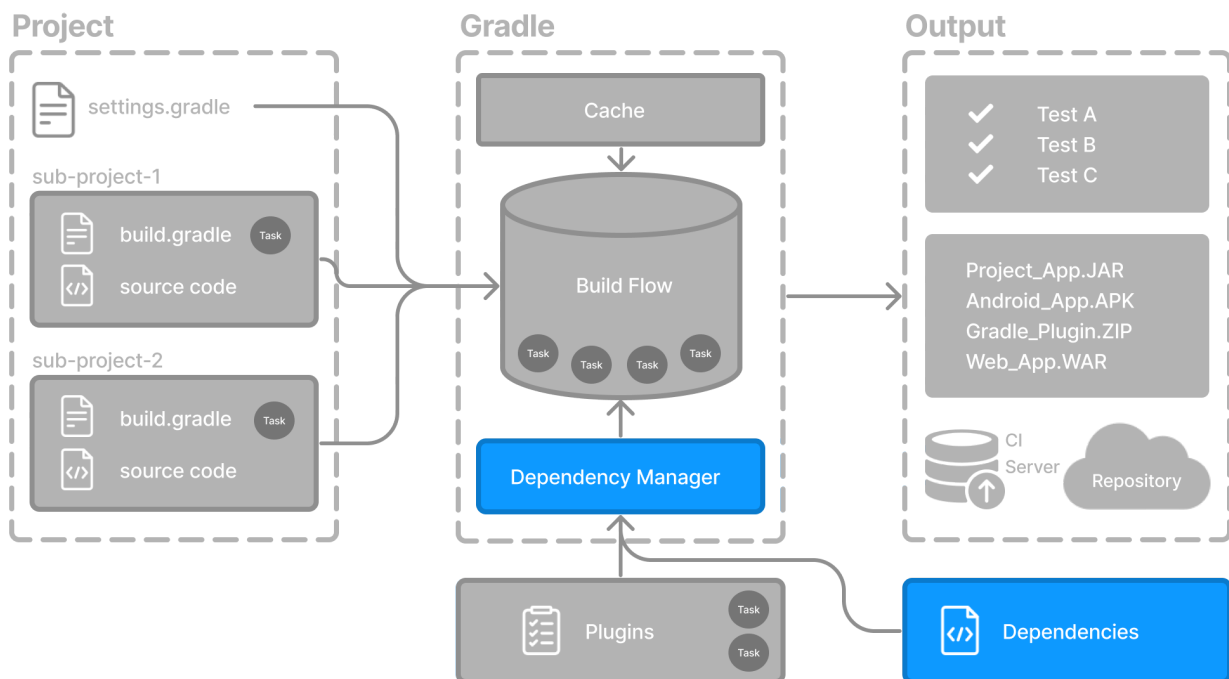 Project
settings.gradle
sub-project-1
build.gradle
Task
source code
sub-project-2
build.gradle
Task
source code
Gradle
Cache
Build Flow
Task
Task
Task
Task
Dependency Manager
Plugins
Task
Task
Output
Test A
Test B
Test C
Project_App.JAR
Android_App.APK
Gradle_Plugin.ZIP
Web_App.WAR
CI
Server
Repository
Dependencies